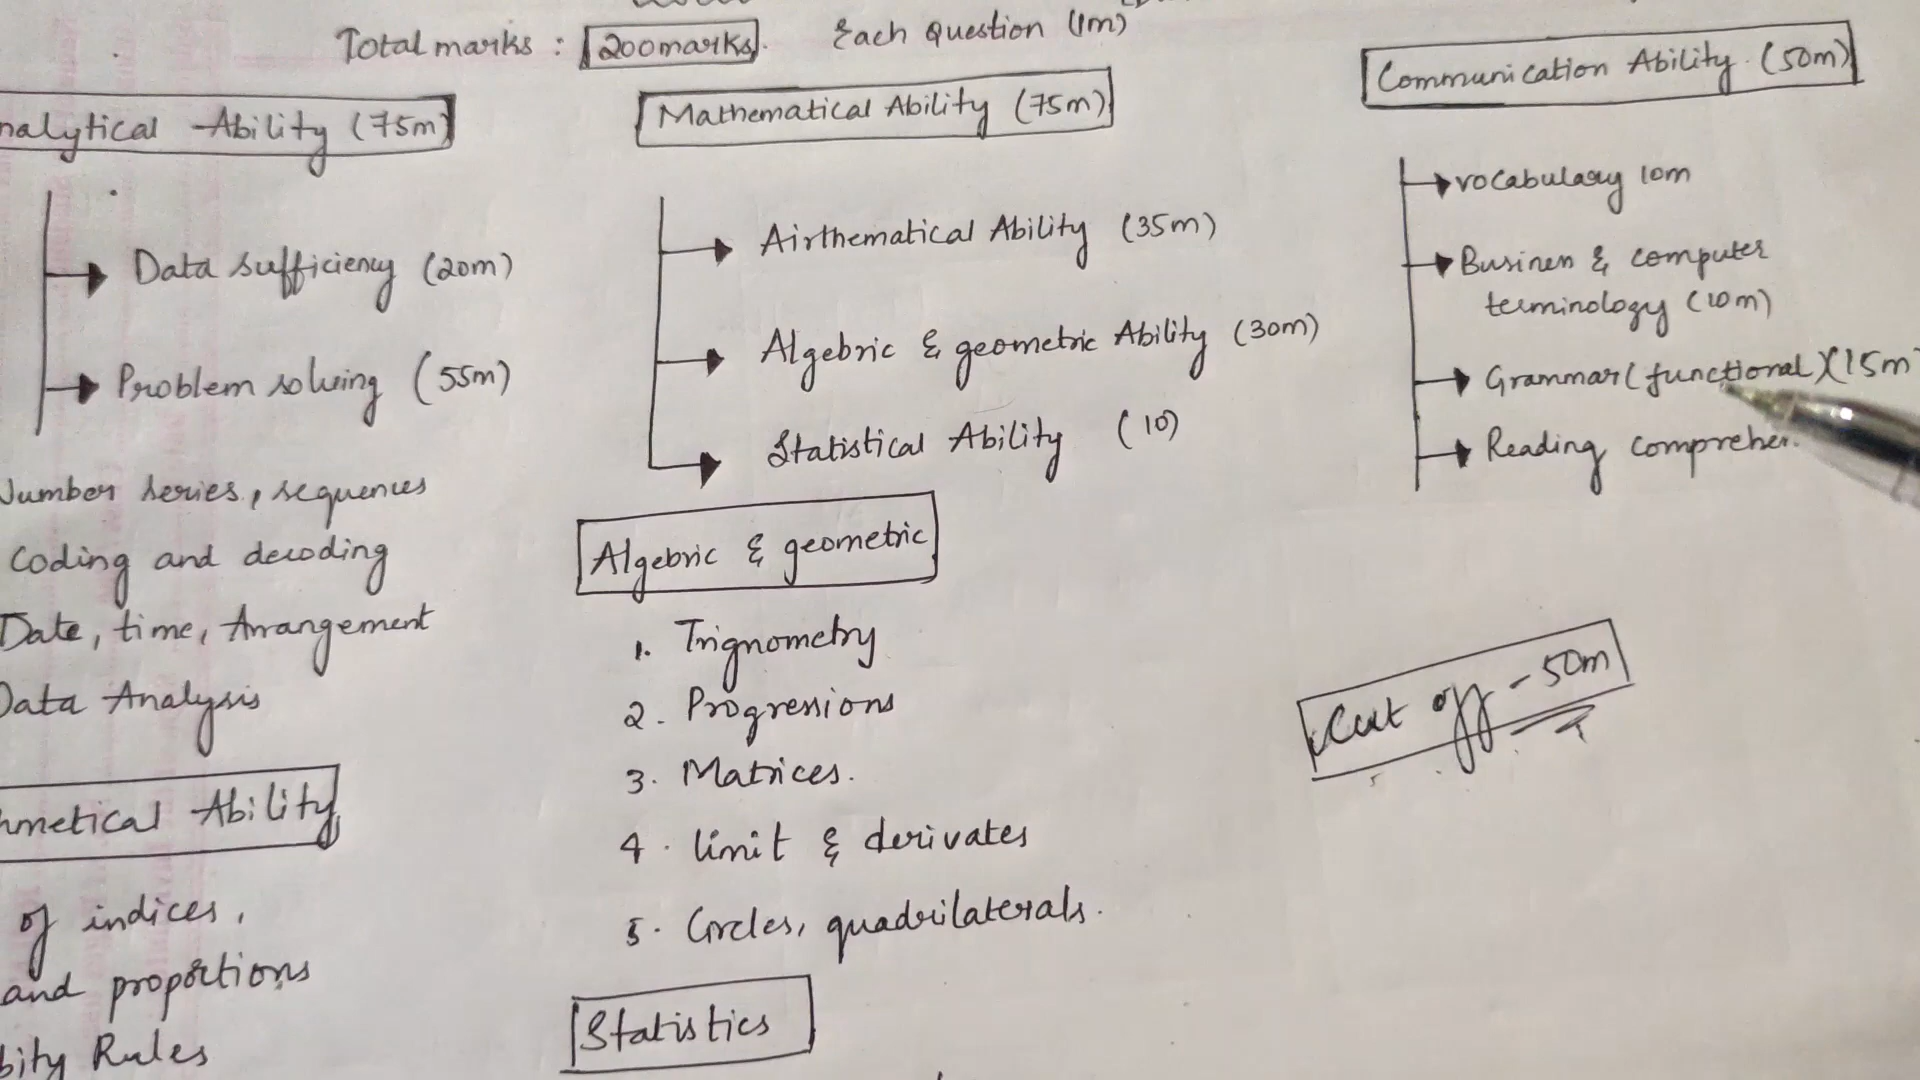 Total marks : 200marks. Each Question (1m)
nalytical Ability (75m)
Data sufficiency (20m)
Problem solving (55m)
Number series, sequences
Coding and decoding
Date, time, Arrangement
Data Analysis
hmetical Ability
of indices,
and proportions
bity Rules
Mathematical Ability (75m)
Airthematical Ability (35m)
Algebric & geometric Ability (30m)
Statistical Ability (10)
Algebric & geometric
1. Trignometry
2. Progressions
3. Matrices.
4. limit & derivates
5. Circles, quadrilaterals.
Statistics
Communication Ability (50m)
vocabulary 10m
Business & computer
terminology (10m)
Grammar (functional) (15m
Reading comprehen
Cut off - 50m